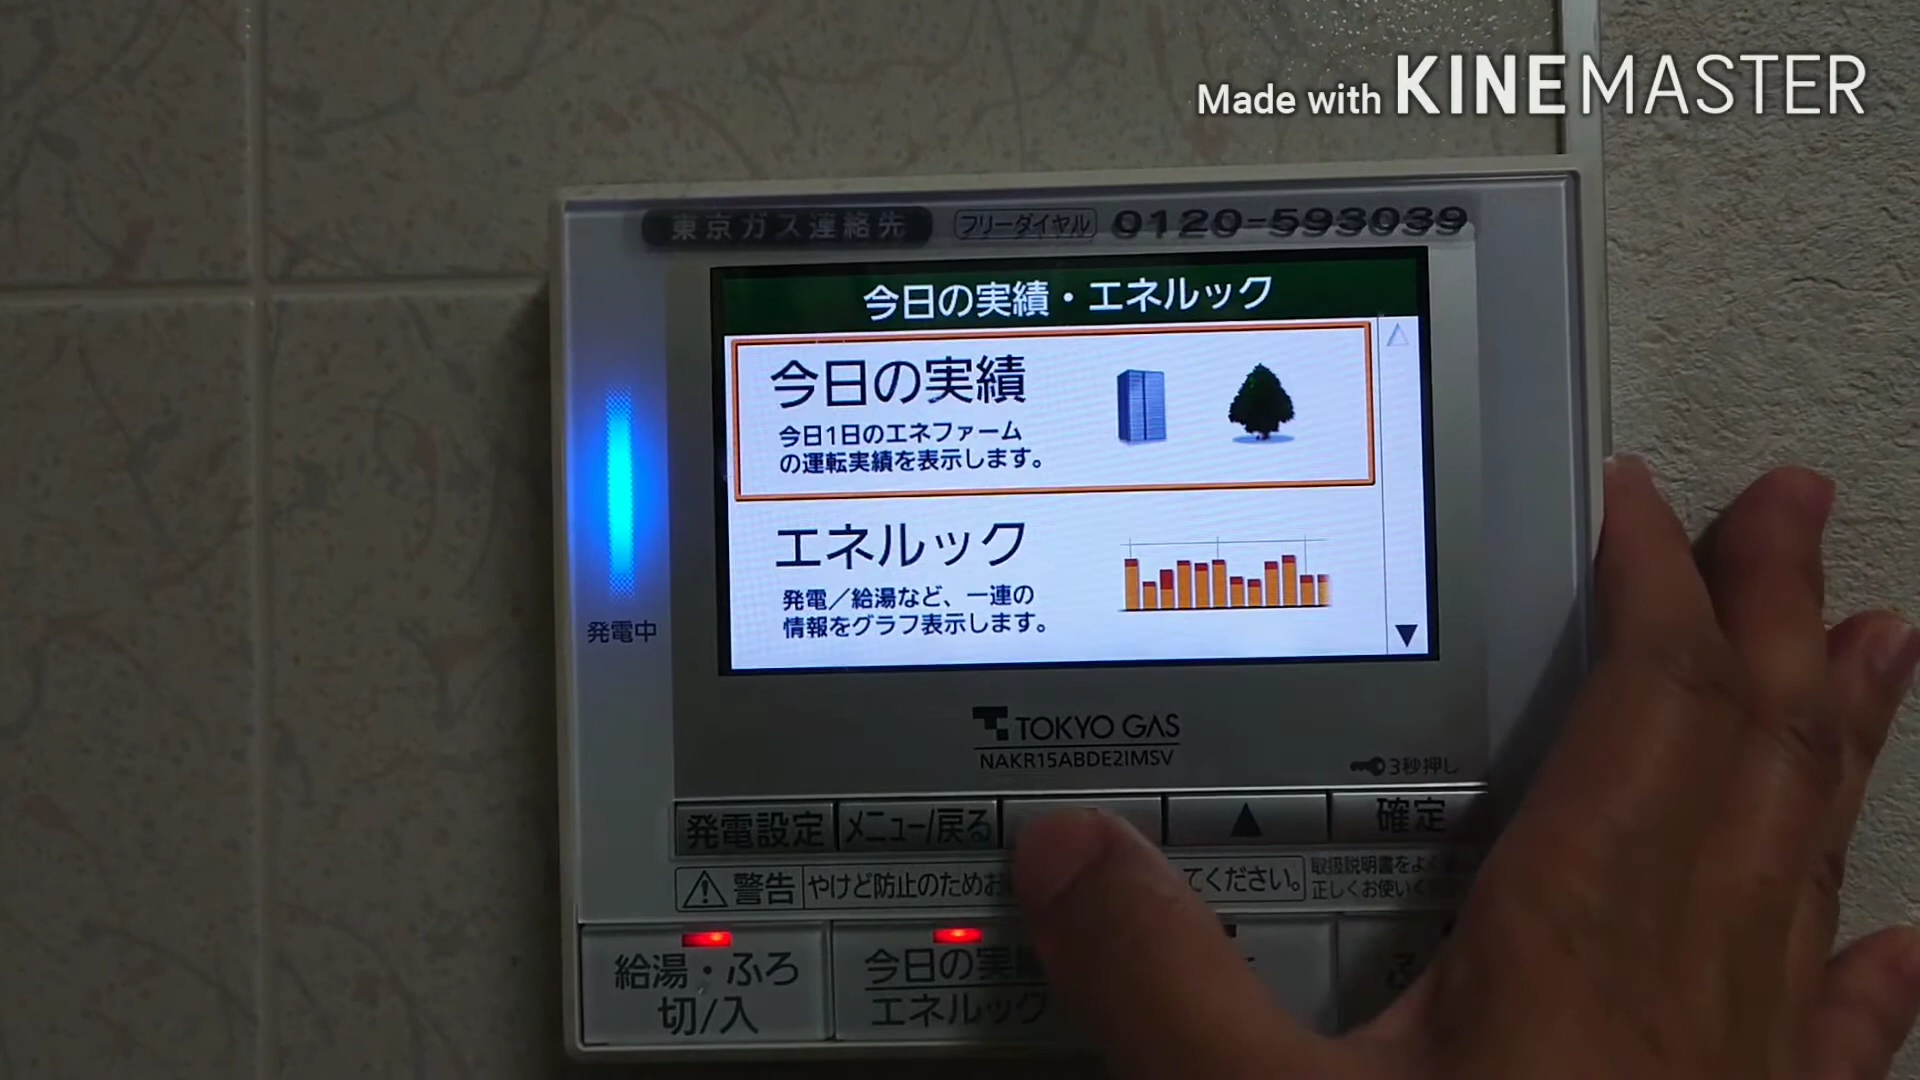 Made with KINEMASTER
東京ガス連絡先 フリーダイヤル 0120-593039
今日の実績・エネルック
今日の実績
今日1日のエネファーム
の運転実績を表示します。
エネルック
発電/給湯など、一連の
情報をグラフ表示します。
発電中
TOKYO GAS
NAKR15ABDE2IMSV
3秒押し
発電設定 メニュー/戻る ▲ 確定
警告 やけど防止のためお てください。
取扱説明書をよく
正しくお使いく
給湯・ふろ
切/入
今日の実
エネルック